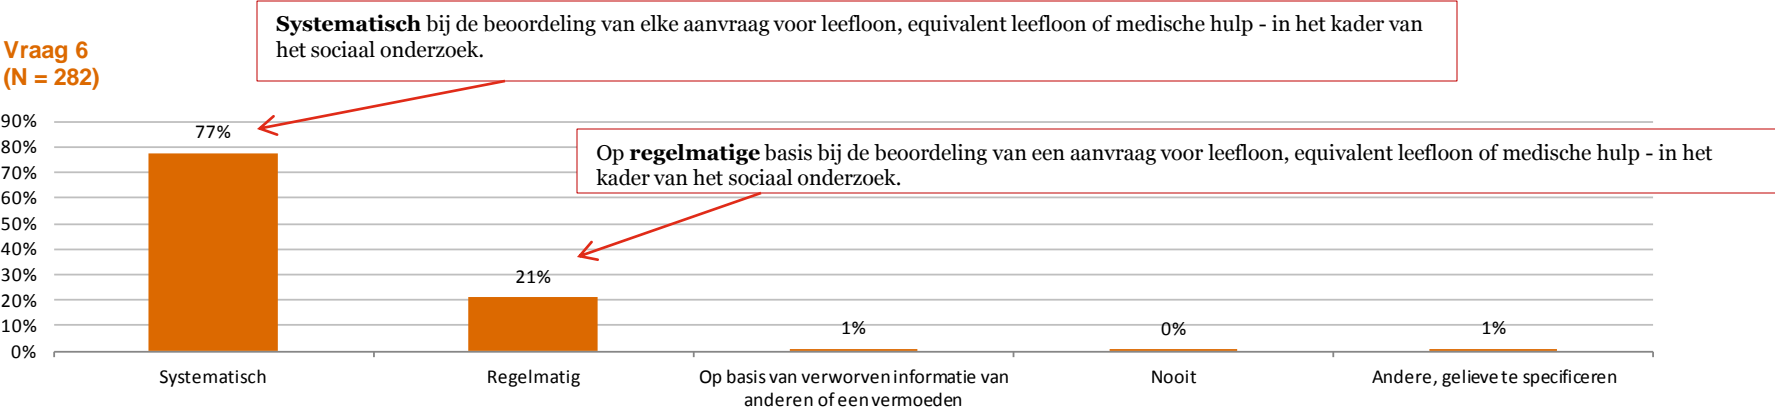 Systematisch bij de beoordeling van elke aanvraag voor leefloon, equivalent leefloon of medische hulp - in het kader van
het sociaal onderzoek.
Vraag 6
(N = 282)
90%
80%
70%
60%
50%
40%
30%
20%
10%
0%
77%
Op regelmatige basis bij de beoordeling van een aanvraag voor leefloon, equivalent leefloon of medische hulp - in het
kader van het sociaal onderzoek.
21%
1%
0%
1%
Systematisch
Regelmatig
Op basis van verworven informatie van
anderen of een vermoeden
Nooit
Andere, gelieve te specificeren